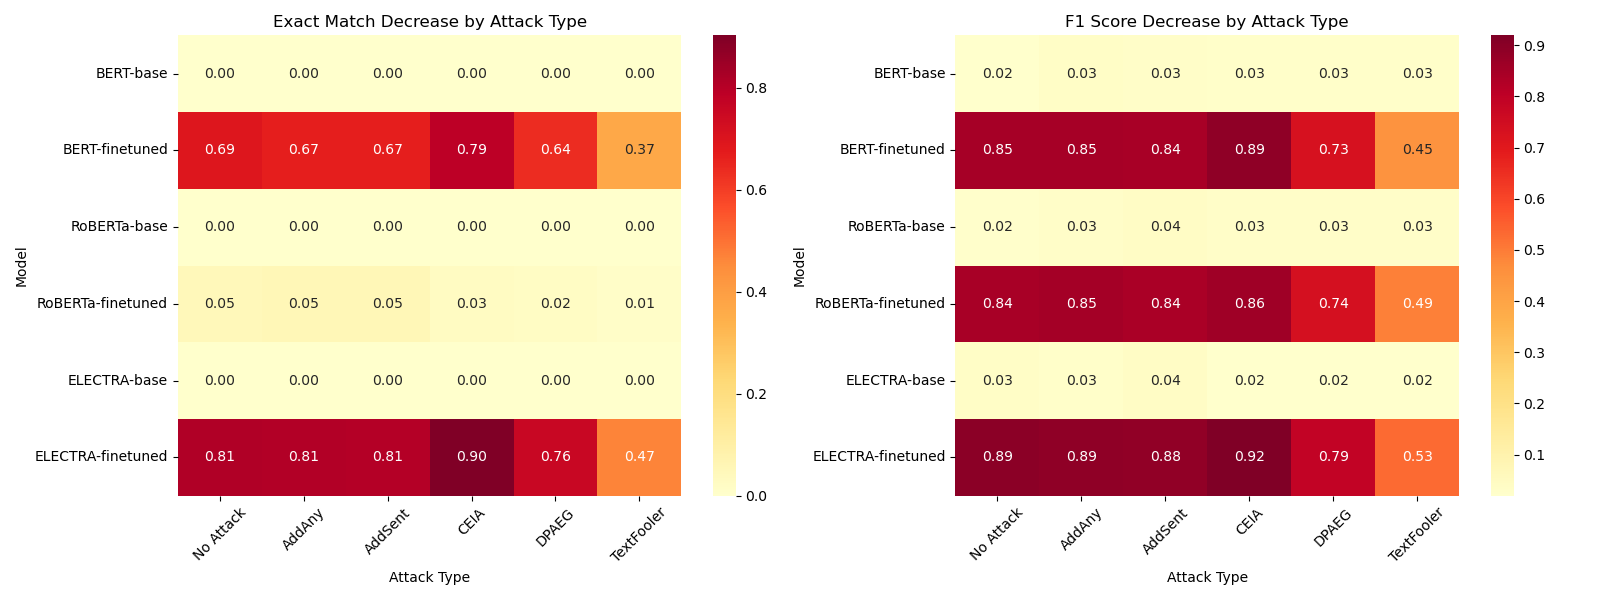 Exact Match Decrease by Attack Type
Model
BERT-base 0.00 0.00 0.00 0.00 0.00 0.00
BERT-finetuned 0.69 0.67 0.67 0.79 0.64 0.37
RoBERTa-base 0.00 0.00 0.00 0.00 0.00 0.00
RoBERTa-finetuned 0.05 0.05 0.05 0.03 0.02 0.01
ELECTRA-base 0.00 0.00 0.00 0.00 0.00 0.00
ELECTRA-finetuned 0.81 0.81 0.81 0.90 0.76 0.47
No Attack AddAny AddSent CEIA DPAEG TextFooler
Attack Type
0.8
0.6
0.4
0.2
0.0
F1 Score Decrease by Attack Type
Model
BERT-base 0.02 0.03 0.03 0.03 0.03 0.03
BERT-finetuned 0.85 0.85 0.84 0.89 0.73 0.45
RoBERTa-base 0.02 0.03 0.04 0.03 0.03 0.03
RoBERTa-finetuned 0.84 0.85 0.84 0.86 0.74 0.49
ELECTRA-base 0.03 0.03 0.04 0.02 0.02 0.02
ELECTRA-finetuned 0.89 0.89 0.88 0.92 0.79 0.53
No Attack AddAny AddSent CEIA DPAEG TextFooler
Attack Type
0.9
0.8
0.7
0.6
0.5
0.4
0.3
0.2
0.1